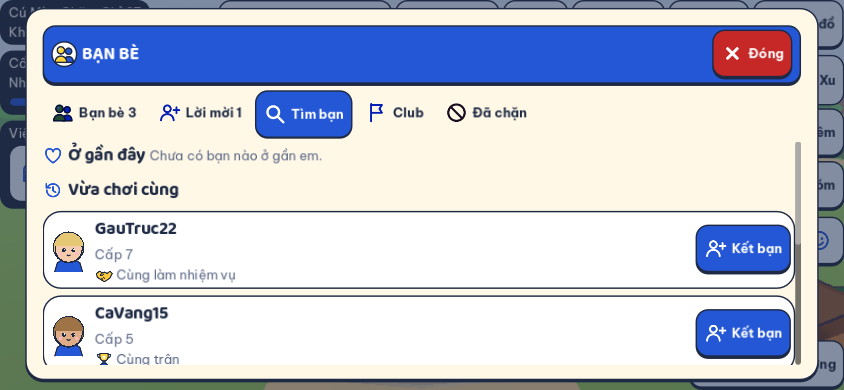 BẠN BÈ
Đóng
Bạn bè 3
Lời mời 1
Tìm bạn
Club
Đã chặn
Ở gần đây Chưa có bạn nào ở gần em.
Vừa chơi cùng
GauTruc22
Cấp 7
Cùng làm nhiệm vụ
Kết bạn
CaVang15
Cấp 5
Cùng trận
Kết bạn
đồ
Xu